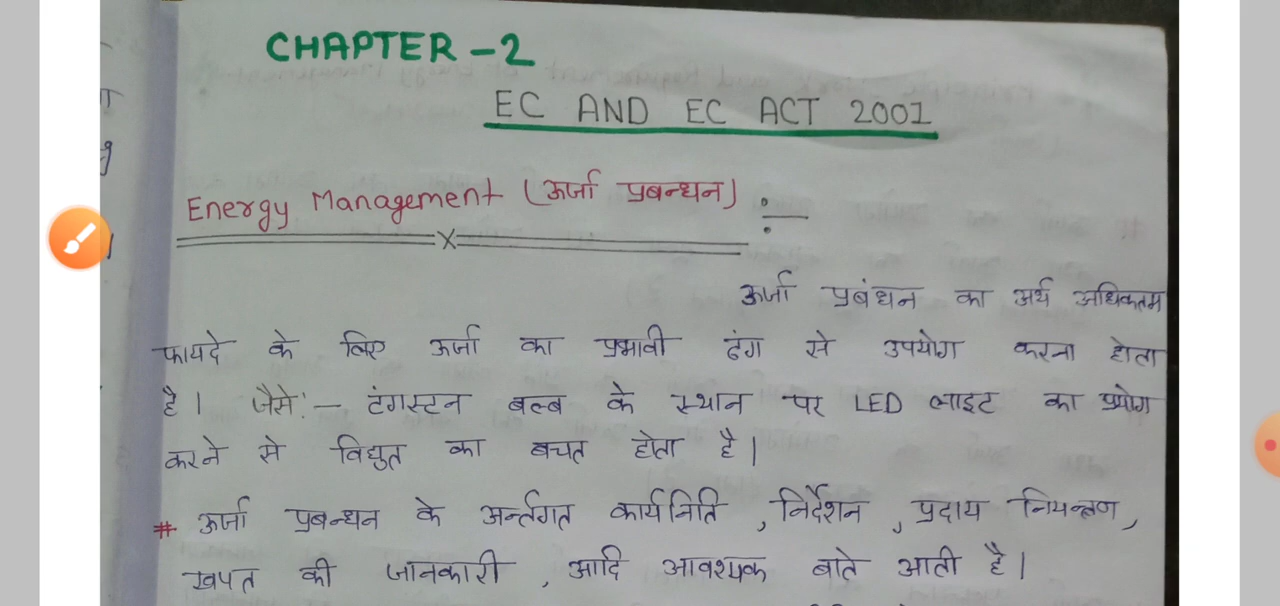 CHAPTER - 2
EC AND EC ACT 2001
Energy Management (ऊर्जा प्रबन्धन) :-
ऊर्जा प्रबंधन का अर्थ अधिकतम
फायदे के लिए ऊर्जा का प्रभावी ढंग से उपयोग करना होता
है। जैसे:- टंगस्टन बल्ब के स्थान पर LED लाइट का प्रयोग
करने से विद्युत का बचत होता है।
# ऊर्जा प्रबन्धन के अर्न्तगत कार्यनिति, निर्देशन, प्रदाय नियन्त्रण,
खपत की जानकारी, आदि आवश्यक बाते आती है।